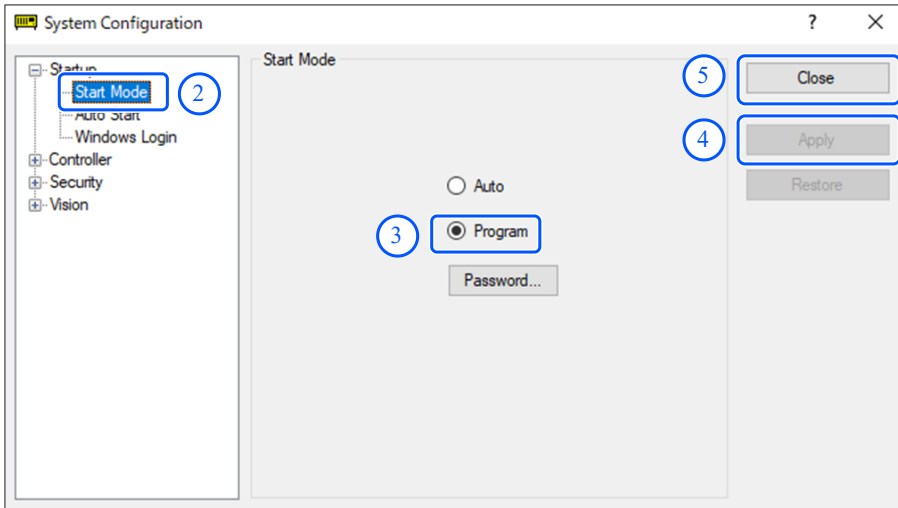 System Configuration
?
Startup
Start Mode
2
Auto Start
Windows Login
Controller
Security
Vision
Start Mode
Auto
3
Program
Password...
5
Close
4
Apply
Restore